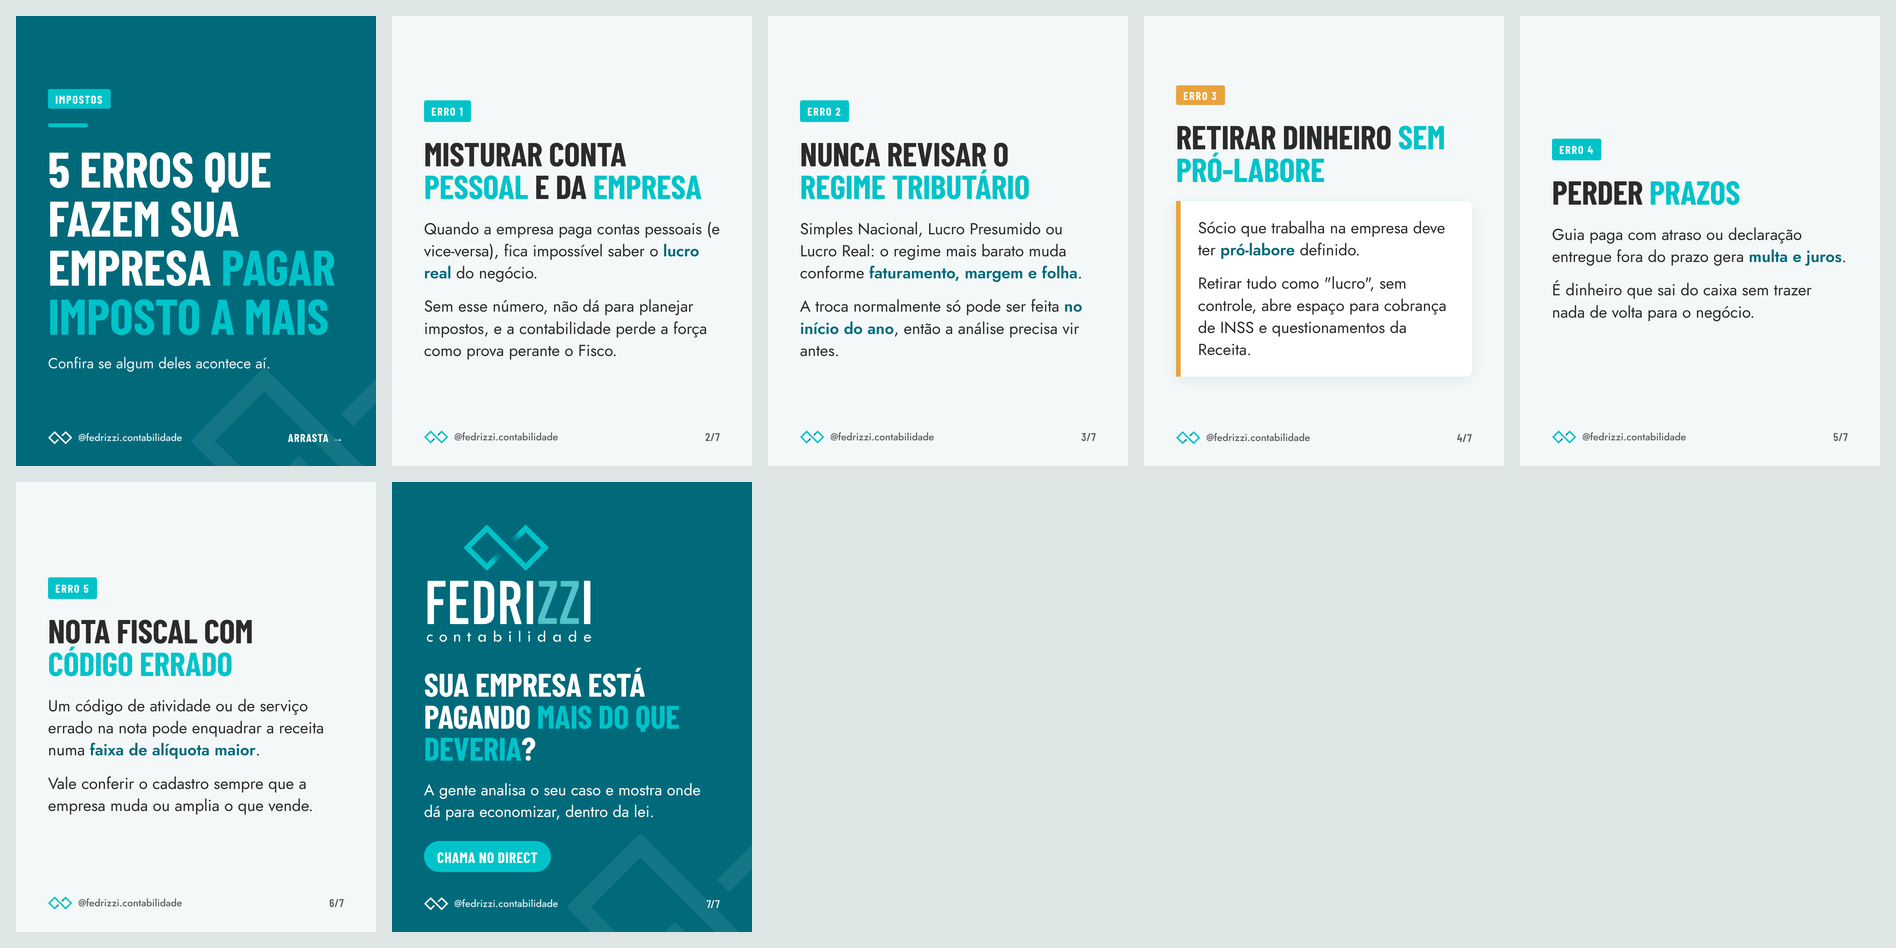 IMPOSTOS
5 ERROS QUE
FAZEM SUA
EMPRESA PAGAR
IMPOSTO A MAIS
Confira se algum deles acontece aí.
@fedrizzi.contabilidade
ARRASTA →
ERRO 1
MISTURAR CONTA
PESSOAL E DA EMPRESA
Quando a empresa paga contas pessoais (e
vice-versa), fica impossível saber o lucro
real do negócio.
Sem esse número, não dá para planejar
impostos, e a contabilidade perde a força
como prova perante o Fisco.
@fedrizzi.contabilidade
2/7
ERRO 2
NUNCA REVISAR O
REGIME TRIBUTÁRIO
Simples Nacional, Lucro Presumido ou
Lucro Real: o regime mais barato muda
conforme faturamento, margem e folha.
A troca normalmente só pode ser feita no
início do ano, então a análise precisa vir
antes.
@fedrizzi.contabilidade
3/7
ERRO 3
RETIRAR DINHEIRO SEM
PRÓ-LABORE
Sócio que trabalha na empresa deve
ter pró-labore definido.
Retirar tudo como "lucro", sem
controle, abre espaço para cobrança
de INSS e questionamentos da
Receita.
@fedrizzi.contabilidade
4/7
ERRO 4
PERDER PRAZOS
Guia paga com atraso ou declaração
entregue fora do prazo gera multa e juros.
É dinheiro que sai do caixa sem trazer
nada de volta para o negócio.
@fedrizzi.contabilidade
5/7
ERRO 5
NOTA FISCAL COM
CÓDIGO ERRADO
Um código de atividade ou de serviço
errado na nota pode enquadrar a receita
numa faixa de alíquota maior.
Vale conferir o cadastro sempre que a
empresa muda ou amplia o que vende.
@fedrizzi.contabilidade
6/7
FEDRIZZI
contabilidade
SUA EMPRESA ESTÁ
PAGANDO MAIS DO QUE
DEVERIA?
A gente analisa o seu caso e mostra onde
dá para economizar, dentro da lei.
CHAMA NO DIRECT
@fedrizzi.contabilidade
7/7